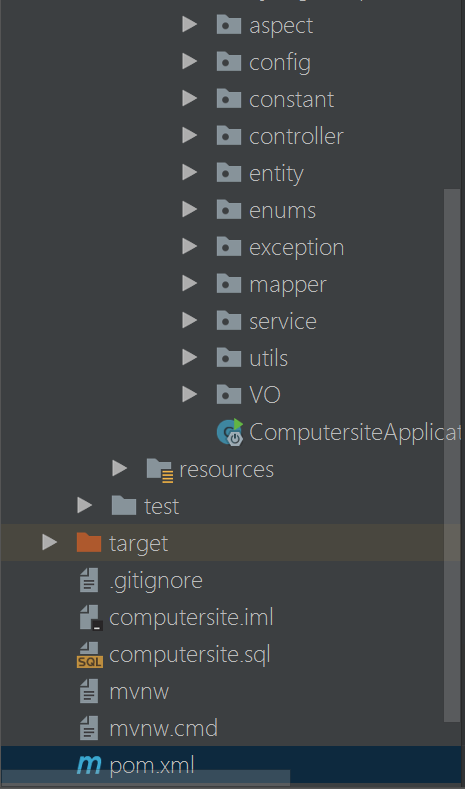 aspect
config
constant
controller
entity
enums
exception
mapper
service
utils
VO
ComputersiteApplicat
resources
test
target
.gitignore
computersite.iml
SQL computersite.sql
mvnw
mvnw.cmd
m pom.xml